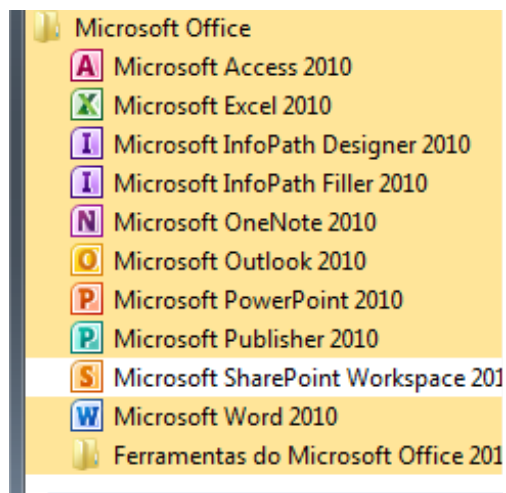 Microsoft Office
A Microsoft Access 2010
X Microsoft Excel 2010
I Microsoft InfoPath Designer 2010
I Microsoft InfoPath Filler 2010
N Microsoft OneNote 2010
O Microsoft Outlook 2010
P Microsoft PowerPoint 2010
P Microsoft Publisher 2010
S Microsoft SharePoint Workspace 201
W Microsoft Word 2010
Ferramentas do Microsoft Office 201